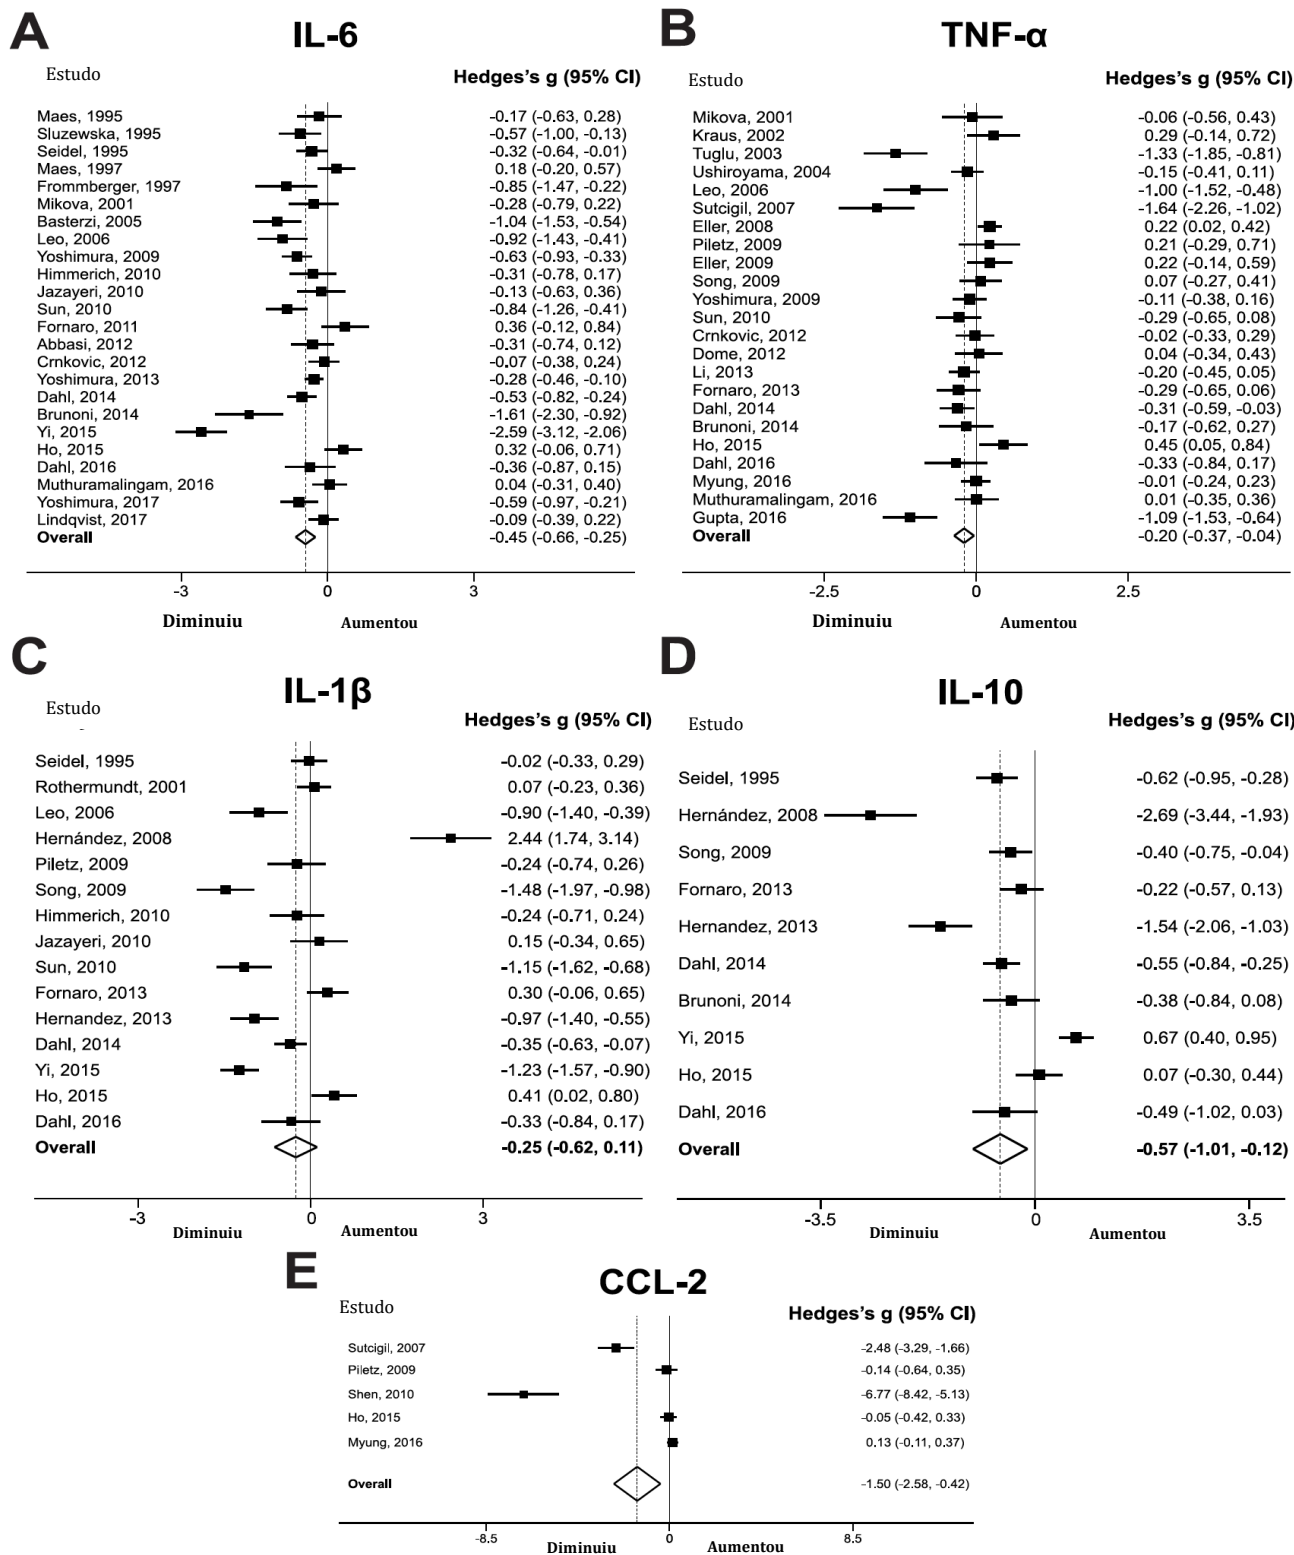 A
IL-6
Estudo
Hedges's g (95% CI)
Maes, 1995 -0.17 (-0.63, 0.28)
Sluzewska, 1995 -0.57 (-1.00, -0.13)
Seidel, 1995 -0.32 (-0.64, -0.01)
Maes, 1997 0.18 (-0.20, 0.57)
Frommberger, 1997 -0.85 (-1.47, -0.22)
Mikova, 2001 -0.28 (-0.79, 0.22)
Basterzi, 2005 -1.04 (-1.53, -0.54)
Leo, 2006 -0.92 (-1.43, -0.41)
Yoshimura, 2009 -0.63 (-0.93, -0.33)
Himmerich, 2010 -0.31 (-0.78, 0.17)
Jazayeri, 2010 -0.13 (-0.63, 0.36)
Sun, 2010 -0.84 (-1.26, -0.41)
Fornaro, 2011 0.36 (-0.12, 0.84)
Abbasi, 2012 -0.31 (-0.74, 0.12)
Crnkovic, 2012 -0.07 (-0.38, 0.24)
Yoshimura, 2013 -0.28 (-0.46, -0.10)
Dahl, 2014 -0.53 (-0.82, -0.24)
Brunoni, 2014 -1.61 (-2.30, -0.92)
Yi, 2015 -2.59 (-3.12, -2.06)
Ho, 2015 0.32 (-0.06, 0.71)
Dahl, 2016 -0.36 (-0.87, 0.15)
Muthuramalingam, 2016 0.04 (-0.31, 0.40)
Yoshimura, 2017 -0.59 (-0.97, -0.21)
Lindqvist, 2017 -0.09 (-0.39, 0.22)
Overall -0.45 (-0.66, -0.25)
-3 0 3
Diminuiu Aumentou
B
TNF-α
Estudo
Hedges's g (95% CI)
Mikova, 2001 -0.06 (-0.56, 0.43)
Kraus, 2002 0.29 (-0.14, 0.72)
Tuglu, 2003 -1.33 (-1.85, -0.81)
Ushiroyama, 2004 -0.15 (-0.41, 0.11)
Leo, 2006 -1.00 (-1.52, -0.48)
Sutcigil, 2007 -1.64 (-2.26, -1.02)
Eller, 2008 0.22 (0.02, 0.42)
Piletz, 2009 0.21 (-0.29, 0.71)
Eller, 2009 0.22 (-0.14, 0.59)
Song, 2009 0.07 (-0.27, 0.41)
Yoshimura, 2009 -0.11 (-0.38, 0.16)
Sun, 2010 -0.29 (-0.65, 0.08)
Crnkovic, 2012 -0.02 (-0.33, 0.29)
Dome, 2012 0.04 (-0.34, 0.43)
Li, 2013 -0.20 (-0.45, 0.05)
Fornaro, 2013 -0.29 (-0.65, 0.06)
Dahl, 2014 -0.31 (-0.59, -0.03)
Brunoni, 2014 -0.17 (-0.62, 0.27)
Ho, 2015 0.45 (0.05, 0.84)
Dahl, 2016 -0.33 (-0.84, 0.17)
Myung, 2016 -0.01 (-0.24, 0.23)
Muthuramalingam, 2016 0.01 (-0.35, 0.36)
Gupta, 2016 -1.09 (-1.53, -0.64)
Overall -0.20 (-0.37, -0.04)
-2.5 0 2.5
Diminuiu Aumentou
C
IL-1β
Estudo
Hedges's g (95% CI)
Seidel, 1995 -0.02 (-0.33, 0.29)
Rothermundt, 2001 0.07 (-0.23, 0.36)
Leo, 2006 -0.90 (-1.40, -0.39)
Hernández, 2008 2.44 (1.74, 3.14)
Piletz, 2009 -0.24 (-0.74, 0.26)
Song, 2009 -1.48 (-1.97, -0.98)
Himmerich, 2010 -0.24 (-0.71, 0.24)
Jazayeri, 2010 0.15 (-0.34, 0.65)
Sun, 2010 -1.15 (-1.62, -0.68)
Fornaro, 2013 0.30 (-0.06, 0.65)
Hernandez, 2013 -0.97 (-1.40, -0.55)
Dahl, 2014 -0.35 (-0.63, -0.07)
Yi, 2015 -1.23 (-1.57, -0.90)
Ho, 2015 0.41 (0.02, 0.80)
Dahl, 2016 -0.33 (-0.84, 0.17)
Overall -0.25 (-0.62, 0.11)
-3 0 3
Diminuiu Aumentou
D
IL-10
Estudo
Hedges's g (95% CI)
Seidel, 1995 -0.62 (-0.95, -0.28)
Hernández, 2008 -2.69 (-3.44, -1.93)
Song, 2009 -0.40 (-0.75, -0.04)
Fornaro, 2013 -0.22 (-0.57, 0.13)
Hernandez, 2013 -1.54 (-2.06, -1.03)
Dahl, 2014 -0.55 (-0.84, -0.25)
Brunoni, 2014 -0.38 (-0.84, 0.08)
Yi, 2015 0.67 (0.40, 0.95)
Ho, 2015 0.07 (-0.30, 0.44)
Dahl, 2016 -0.49 (-1.02, 0.03)
Overall -0.57 (-1.01, -0.12)
-3.5 0 3.5
Diminuiu Aumentou
E
CCL-2
Estudo
Hedges's g (95% CI)
Sutcigil, 2007 -2.48 (-3.29, -1.66)
Piletz, 2009 -0.14 (-0.64, 0.35)
Shen, 2010 -6.77 (-8.42, -5.13)
Ho, 2015 -0.05 (-0.42, 0.33)
Myung, 2016 0.13 (-0.11, 0.37)
Overall -1.50 (-2.58, -0.42)
-8.5 0 8.5
Diminuiu Aumentou